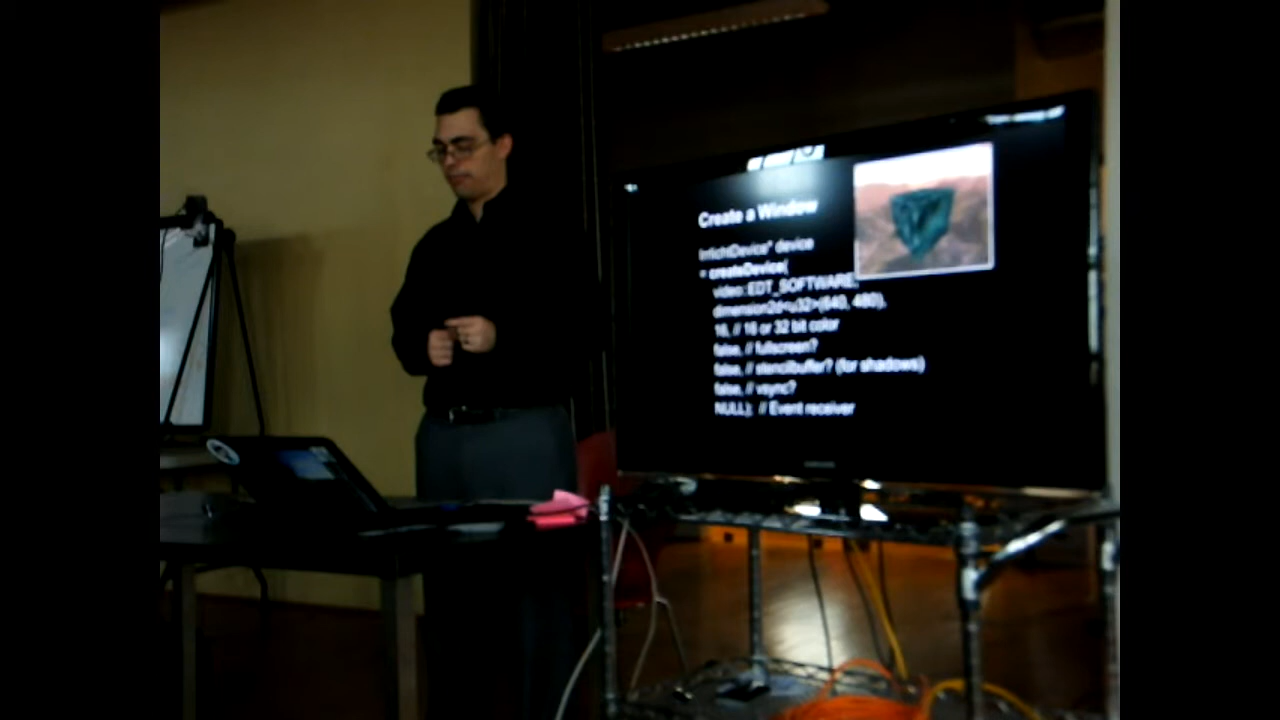 Create a Window
IrrlichtDevice* device
= createDevice(
video::EDT_SOFTWARE,
dimension2d<u32>(640, 480),
16, // 16 or 32 bit color
false, // fullscreen?
false, // stencilbuffer? (for shadows)
false, // vsync?
NULL); // Event receiver